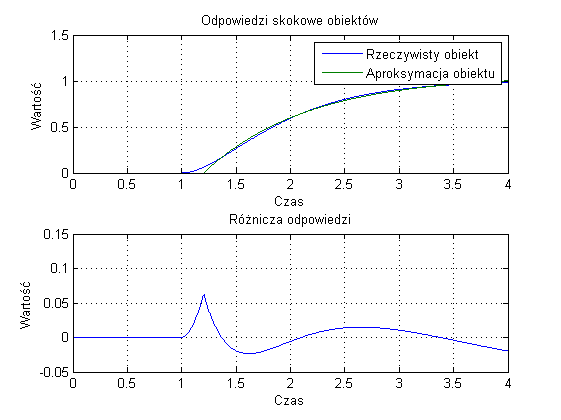 Odpowiedzi skokowe obiektów
1.5
1
0.5
0
Wartość
Rzeczywisty obiekt
Aproksymacja obiektu
0 0.5 1 1.5 2 2.5 3 3.5 4
Czas
Różnicza odpowiedzi
0.15
0.1
0.05
0
-0.05
Wartość
0 0.5 1 1.5 2 2.5 3 3.5 4
Czas